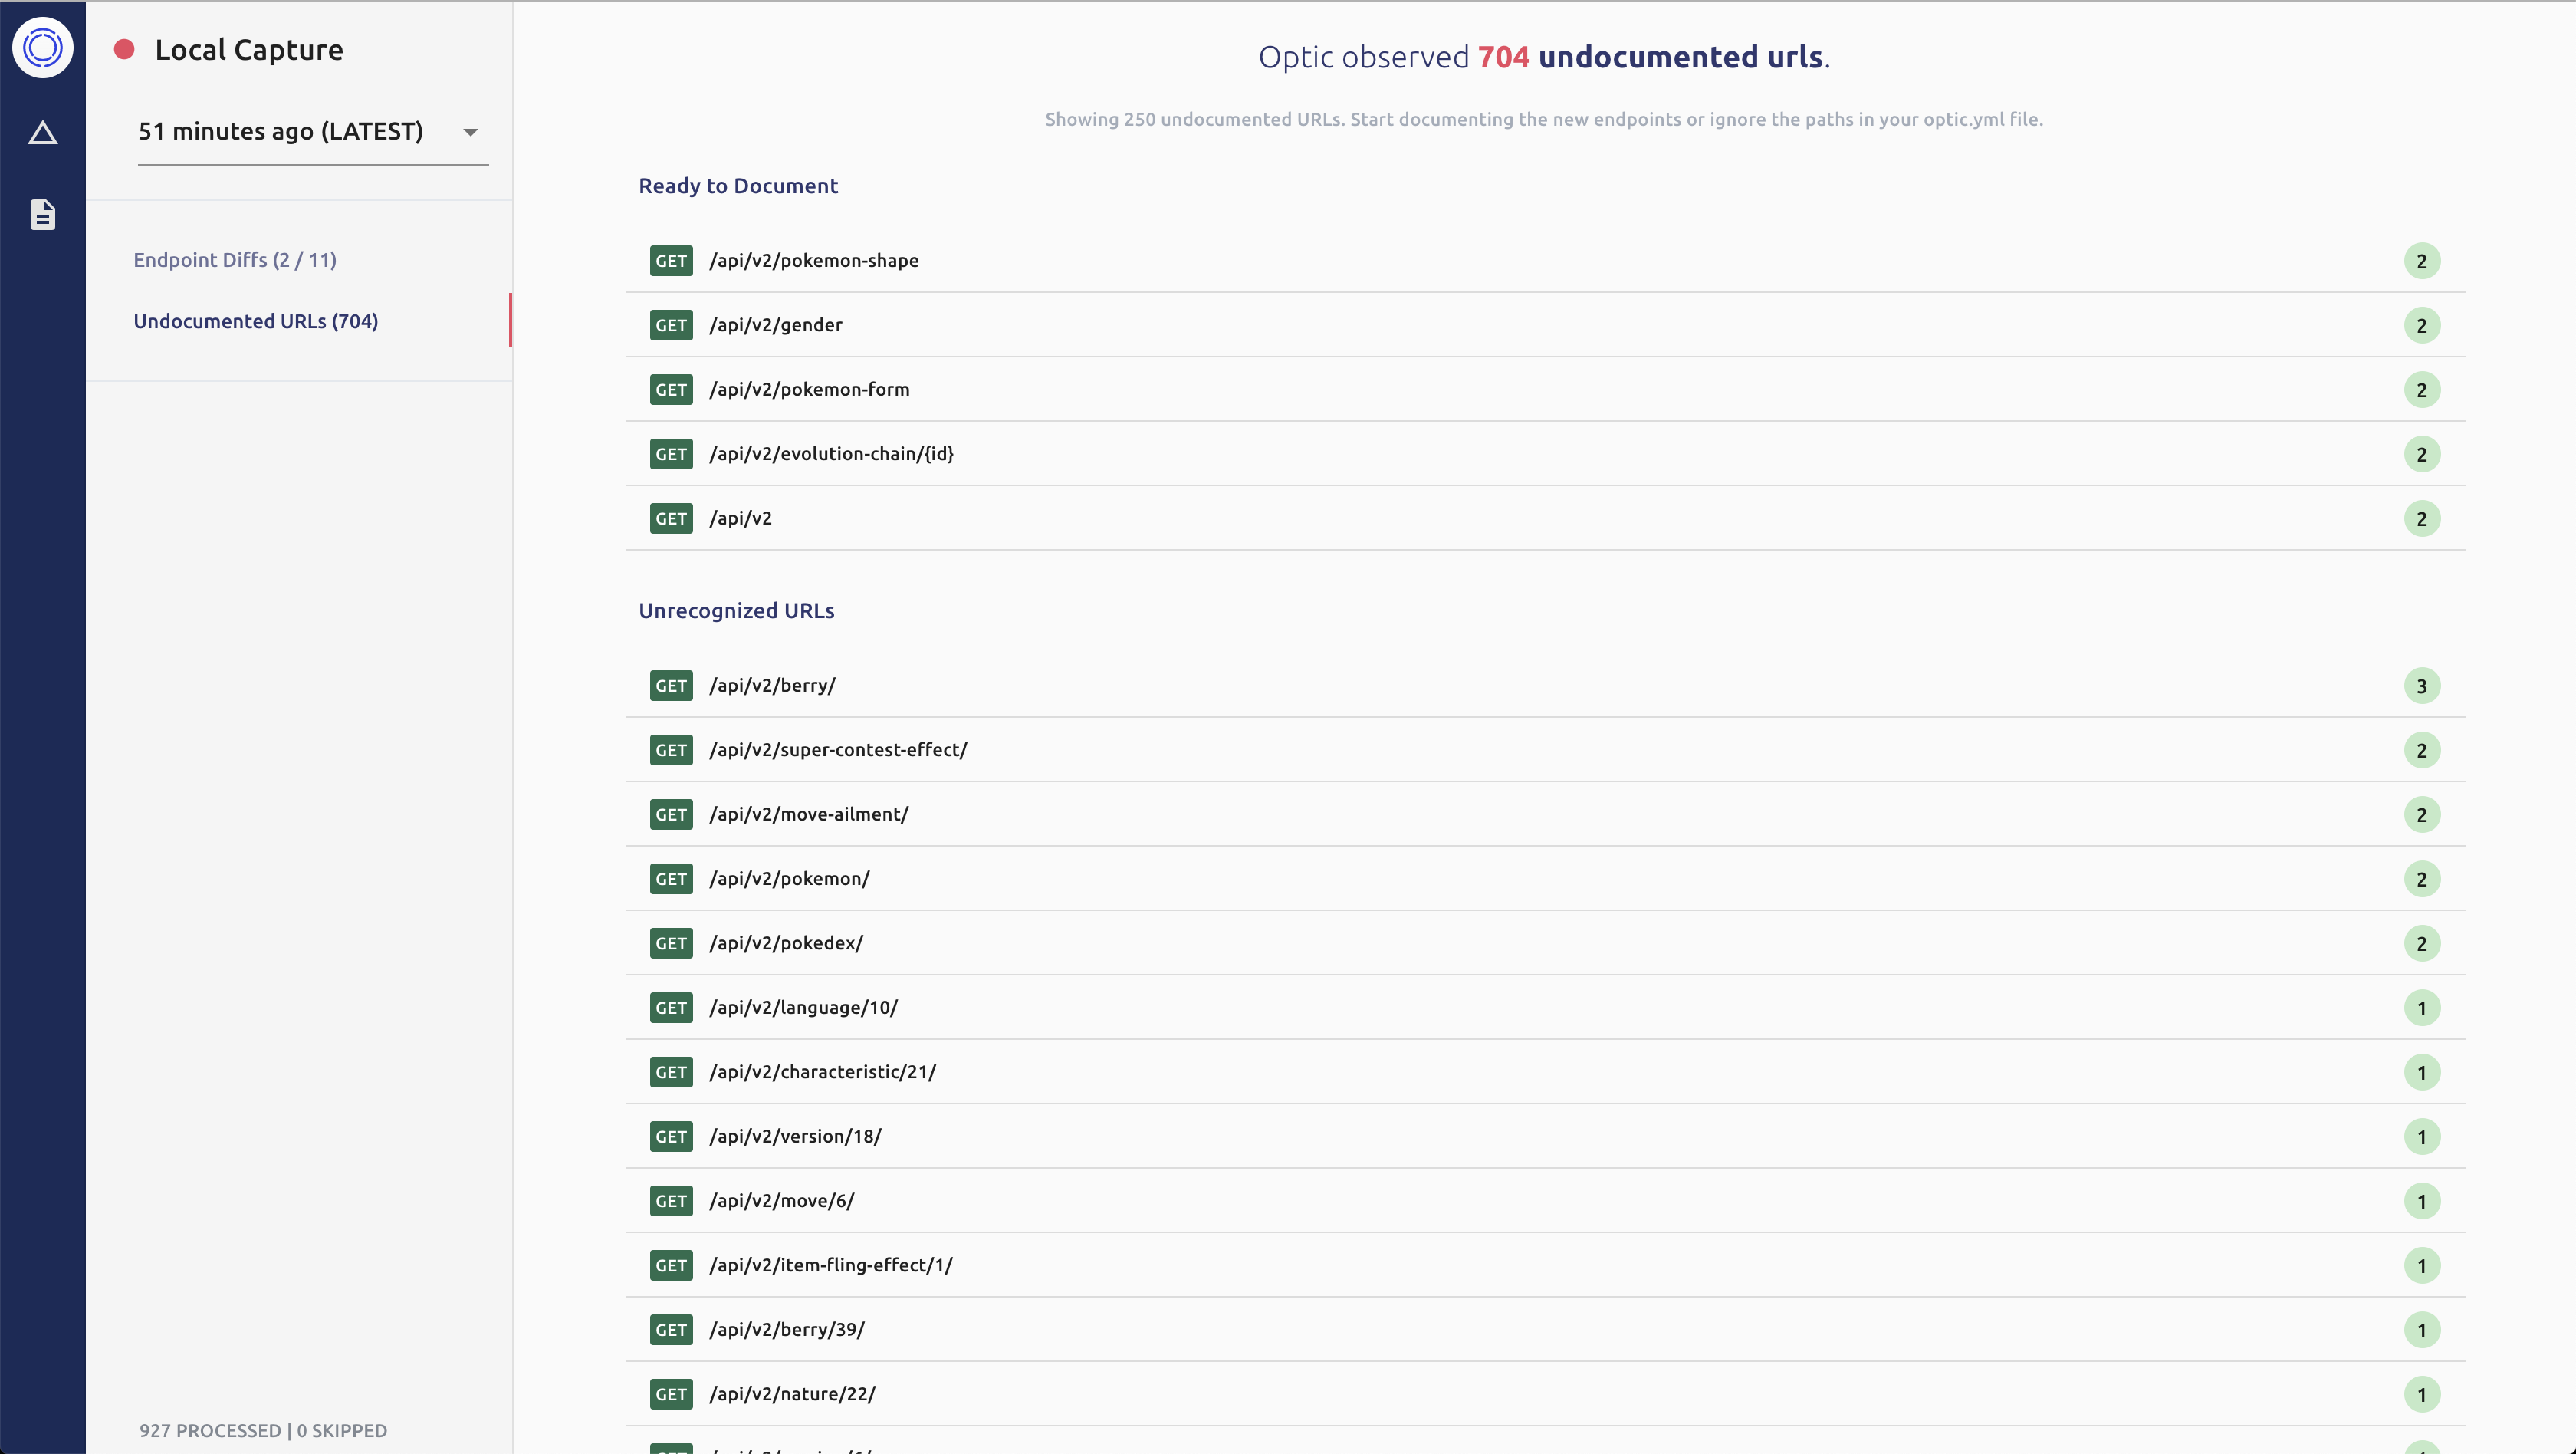 Local Capture
51 minutes ago (LATEST)
Endpoint Diffs (2 / 11)
Undocumented URLs (704)
927 PROCESSED | 0 SKIPPED
Optic observed 704 undocumented urls.
Showing 250 undocumented URLs. Start documenting the new endpoints or ignore the paths in your optic.yml file.
Ready to Document
GET /api/v2/pokemon-shape 2
GET /api/v2/gender 2
GET /api/v2/pokemon-form 2
GET /api/v2/evolution-chain/{id} 2
GET /api/v2 2
Unrecognized URLs
GET /api/v2/berry/ 3
GET /api/v2/super-contest-effect/ 2
GET /api/v2/move-ailment/ 2
GET /api/v2/pokemon/ 2
GET /api/v2/pokedex/ 2
GET /api/v2/language/10/ 1
GET /api/v2/characteristic/21/ 1
GET /api/v2/version/18/ 1
GET /api/v2/move/6/ 1
GET /api/v2/item-fling-effect/1/ 1
GET /api/v2/berry/39/ 1
GET /api/v2/nature/22/ 1